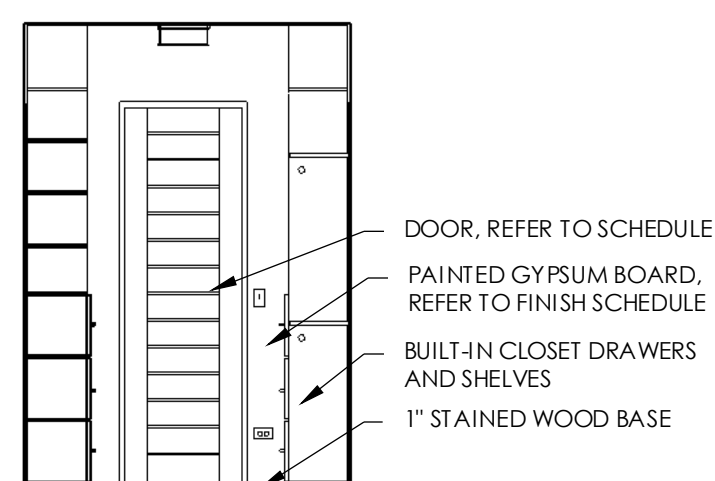 DOOR, REFER TO SCHEDULE
PAINTED GYPSUM BOARD,
REFER TO FINISH SCHEDULE
BUILT-IN CLOSET DRAWERS
AND SHELVES
1" STAINED WOOD BASE